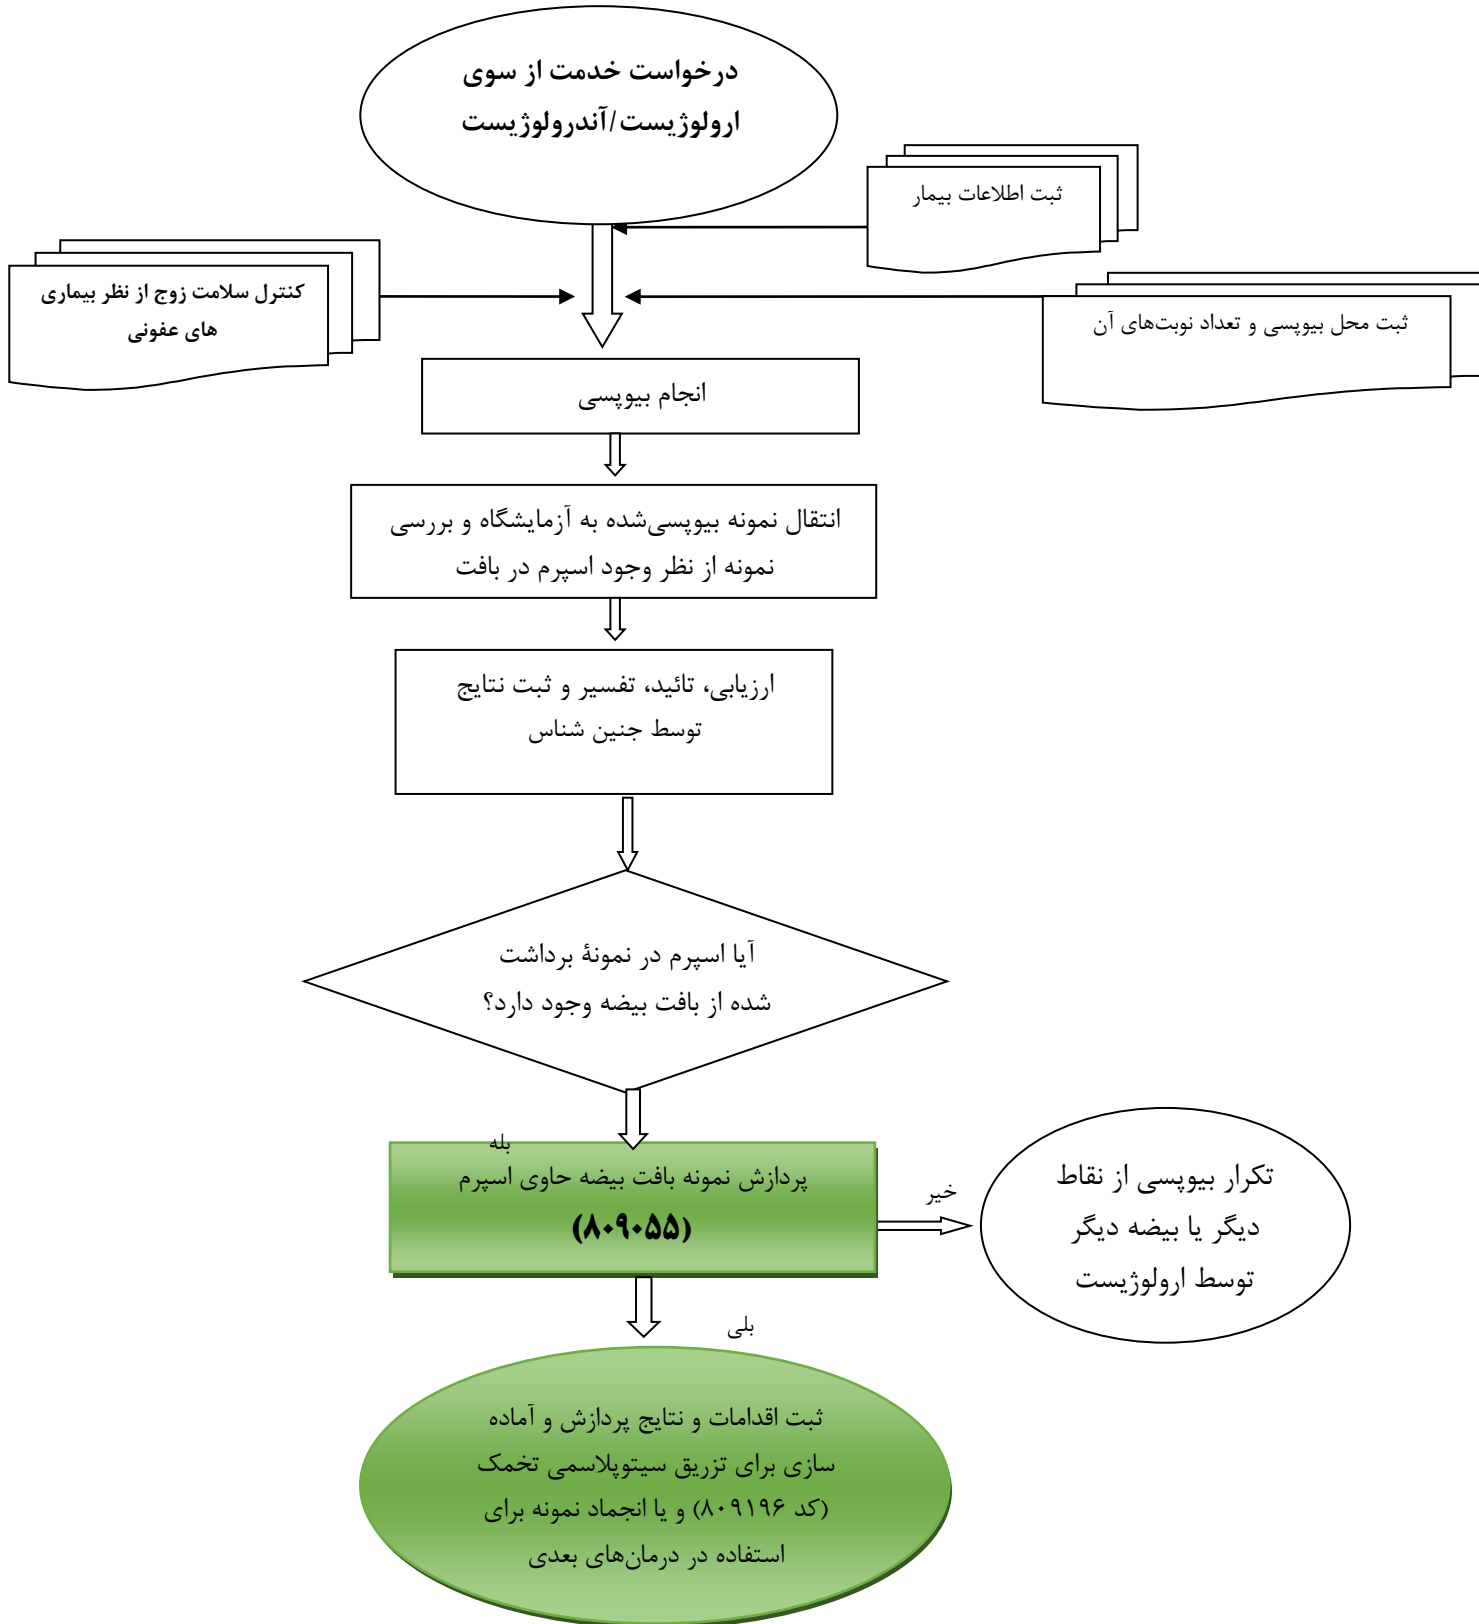 درخواست خدمت از سوی
ارولوژیست/آندرولوژیست
ثبت اطلاعات بیمار
کنترل سلامت زوج از نظر بیماری
های عفونی
ثبت محل بیوپسی و تعداد نوبت‌های آن
انجام بیوپسی
انتقال نمونه بیوپسی‌شده به آزمایشگاه و بررسی
نمونه از نظر وجود اسپرم در بافت
ارزیابی، تائید، تفسیر و ثبت نتایج
توسط جنین شناس
آیا اسپرم در نمونۀ برداشت
شده از بافت بیضه وجود دارد؟
بله
پردازش نمونه بافت بیضه حاوی اسپرم
(۸۰۹۰۵۵)
خیر
تکرار بیوپسی از نقاط
دیگر یا بیضه دیگر
توسط ارولوژیست
بلی
ثبت اقدامات و نتایج پردازش و آماده
سازی برای تزریق سیتوپلاسمی تخمک
(کد ۸۰۹۱۹۶) و یا انجماد نمونه برای
استفاده در درمان‌های بعدی